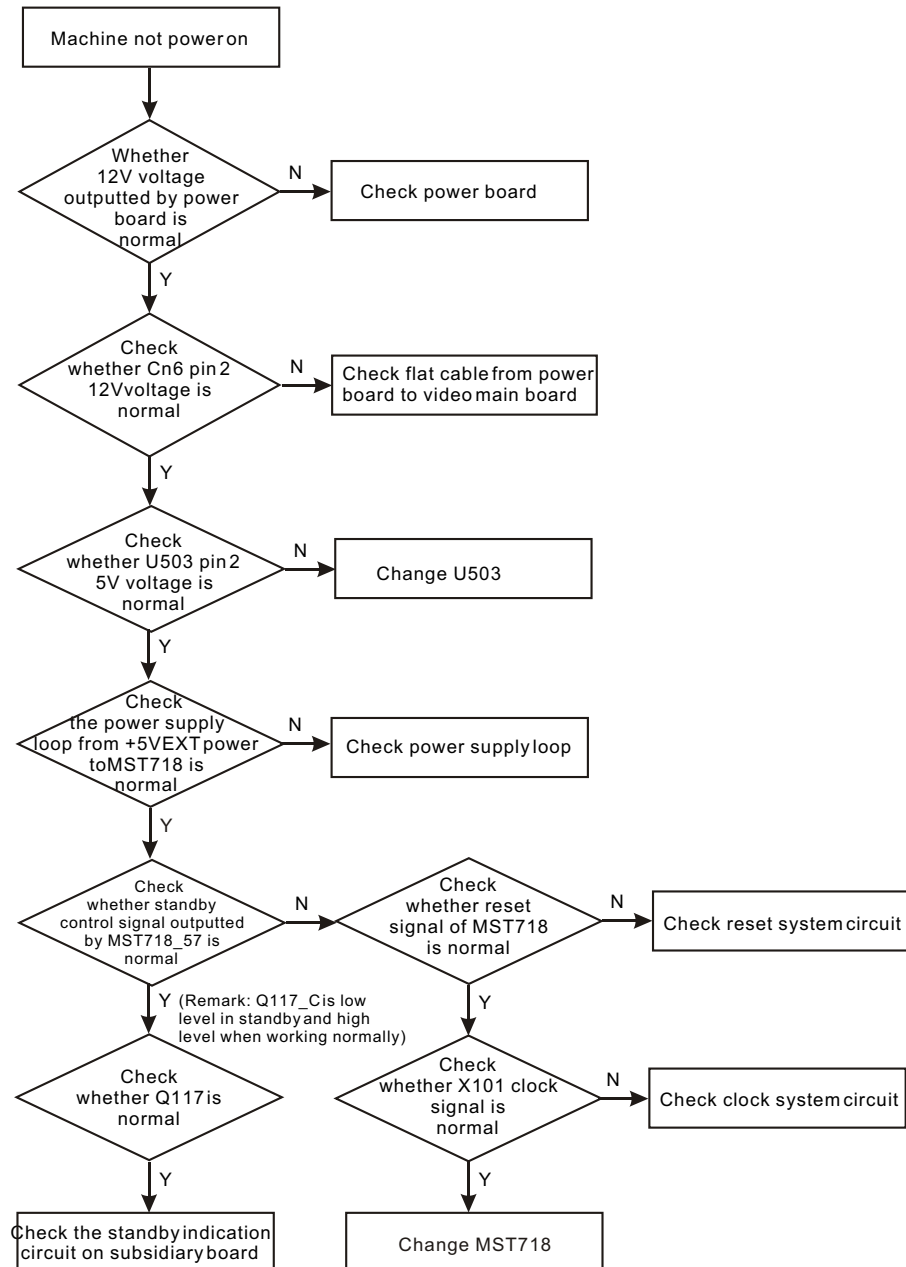 Machine not power on
Whether
12V voltage
outputted by power
board is
normal
N
Check power board
Y
Check
whether Cn6 pin 2
12V voltage is
normal
N
Check flat cable from power
board to video main board
Y
Check
whether U503 pin 2
5V voltage is
normal
N
Change U503
Y
Check
the power supply
loop from +5VEXT power
to MST718 is
normal
N
Check power supply loop
Y
Check
whether standby
control signal outputted
by MST718_57 is
normal
N
Check
whether reset
signal of MST718
is normal
N
Check reset system circuit
Y
(Remark: Q117_C is low
level in standby and high
level when working normally)
Y
Check
whether Q117 is
normal
Check
whether X101 clock
signal is
normal
N
Check clock system circuit
Y
Y
Check the standby indication
circuit on subsidiary board
Change MST718